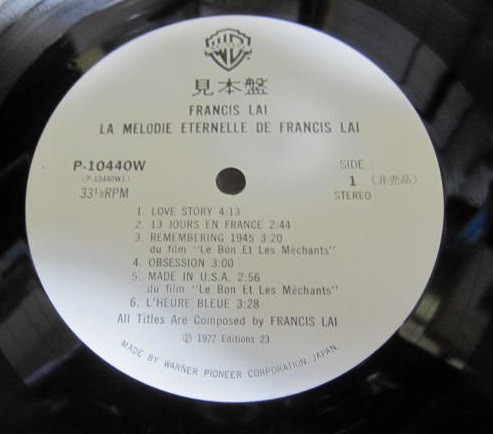 見本盤
FRANCIS LAI
LA MELODIE ETERNELLE DE FRANCIS LAI
P-10440W
(P-10440W1)
33⅓RPM
SIDE
1 (非売品)
STEREO
1. LOVE STORY 4:13
2. 13 JOURS EN FRANCE 2:44
3. REMEMBERING 1945 3:20
du film "Le Bon Et Les Méchants"
4. OBSESSION 3:00
5. MADE IN U.S.A. 2:56
du film "Le Bon Et Les Méchants"
6. L'HEURE BLEUE 3:28
All Titles Are Composed by FRANCIS LAI
Ⓟ 1977 Editions 23
MADE BY WARNER PIONEER CORPORATION, JAPAN.